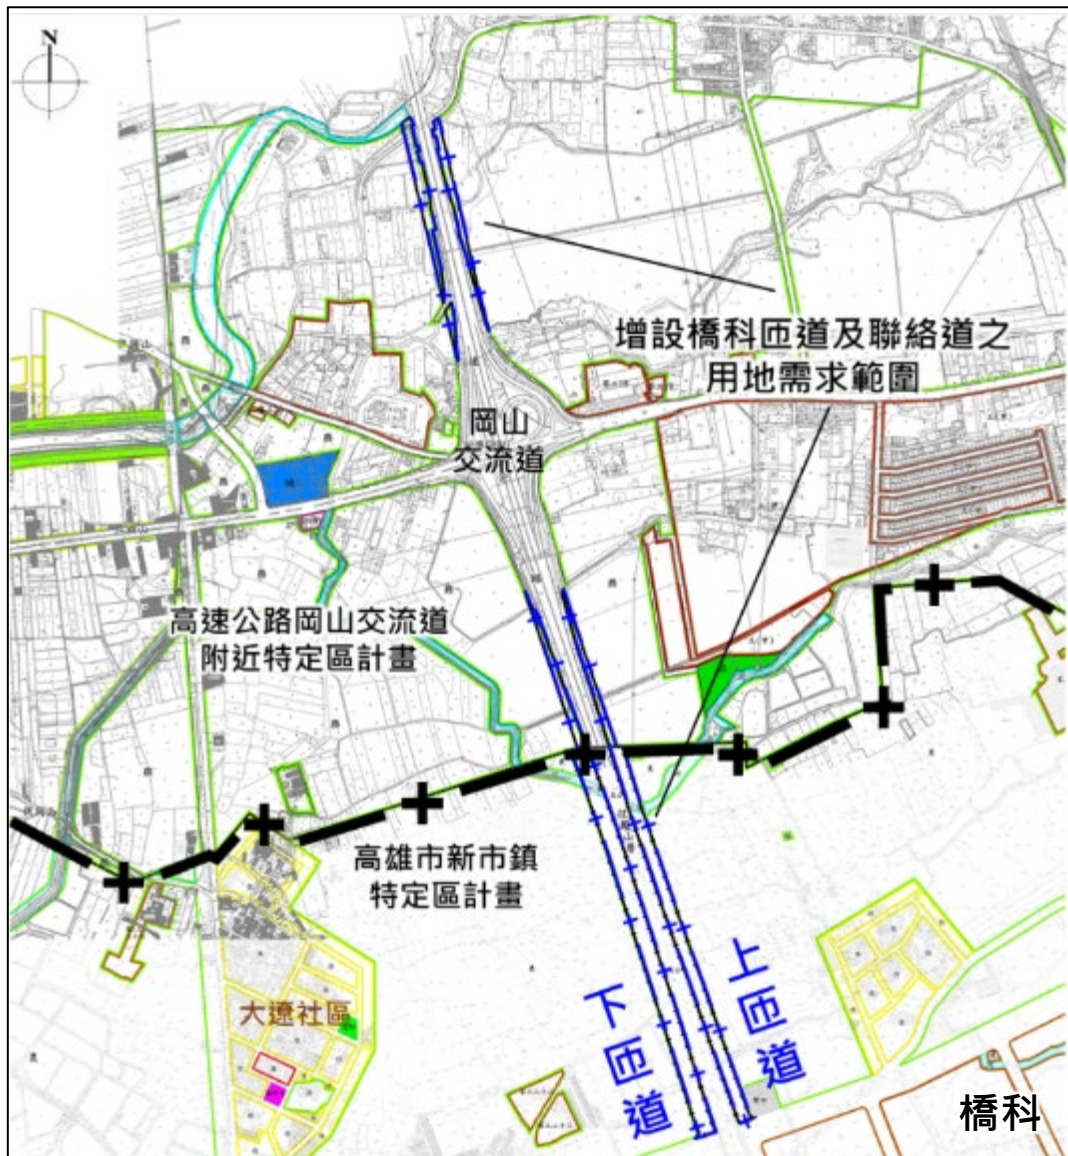 N
增設橋科匝道及聯絡道之
用地需求範圍
岡山
交流道
高速公路岡山交流道
附近特定區計畫
高雄市新市鎮
特定區計畫
大遼社區
下匝道
上匝道
橋科